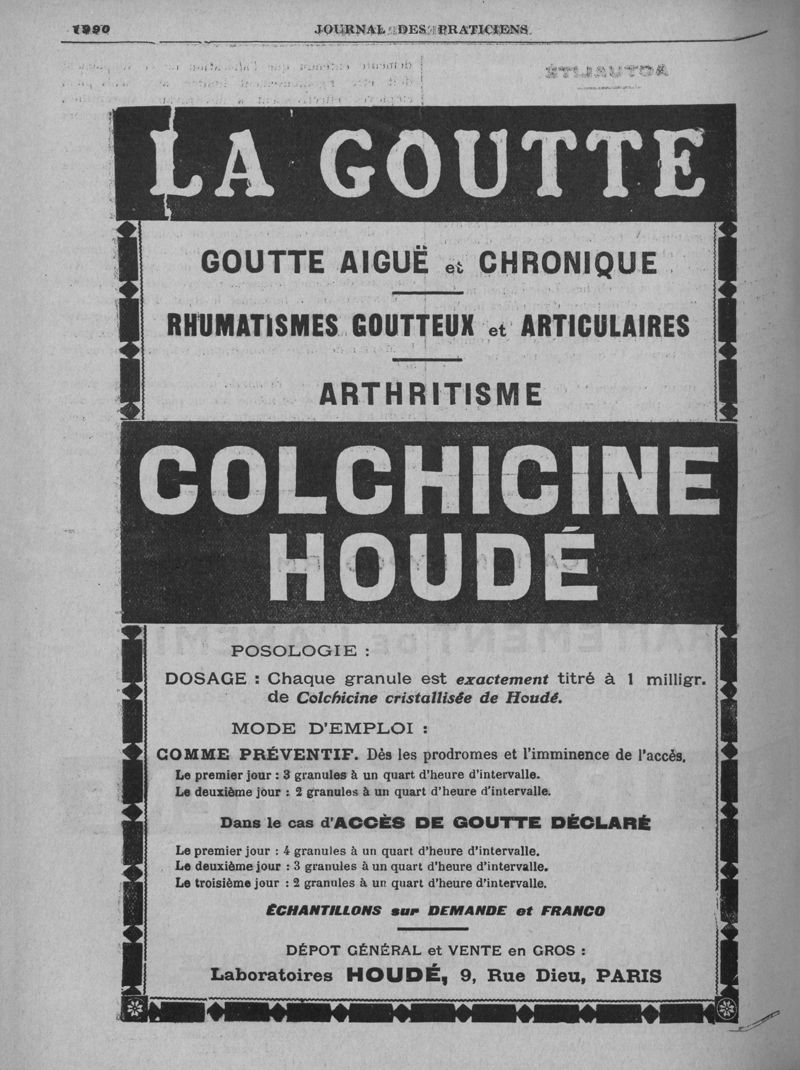 JOURNAL DES PRATICIENS.
LA GOUTTE
GOUTTE AIGUË et CHRONIQUE
RHUMATISMES GOUTTEUX et ARTICULAIRES
ARTHRITISME
COLCHICINE
HOUDÉ
POSOLOGIE :
DOSAGE : Chaque granule est exactement titré à 1 milligr.
de Colchicine cristallisée de Houdé.
MODE D'EMPLOI :
COMME PRÉVENTIF. Dès les prodromes et l'imminence de l'accès.
Le premier jour : 3 granules à un quart d'heure d'intervalle.
Le deuxième jour : 2 granules à un quart d'heure d'intervalle.
Dans le cas d'ACCÈS DE GOUTTE DÉCLARÉ
Le premier jour : 4 granules à un quart d'heure d'intervalle.
Le deuxième jour : 3 granules à un quart d'heure d'intervalle.
Le troisième jour : 2 granules à un quart d'heure d'intervalle.
ÉCHANTILLONS sur DEMANDE et FRANCO
DÉPOT GÉNÉRAL et VENTE en GROS :
Laboratoires HOUDÉ, 9, Rue Dieu, PARIS